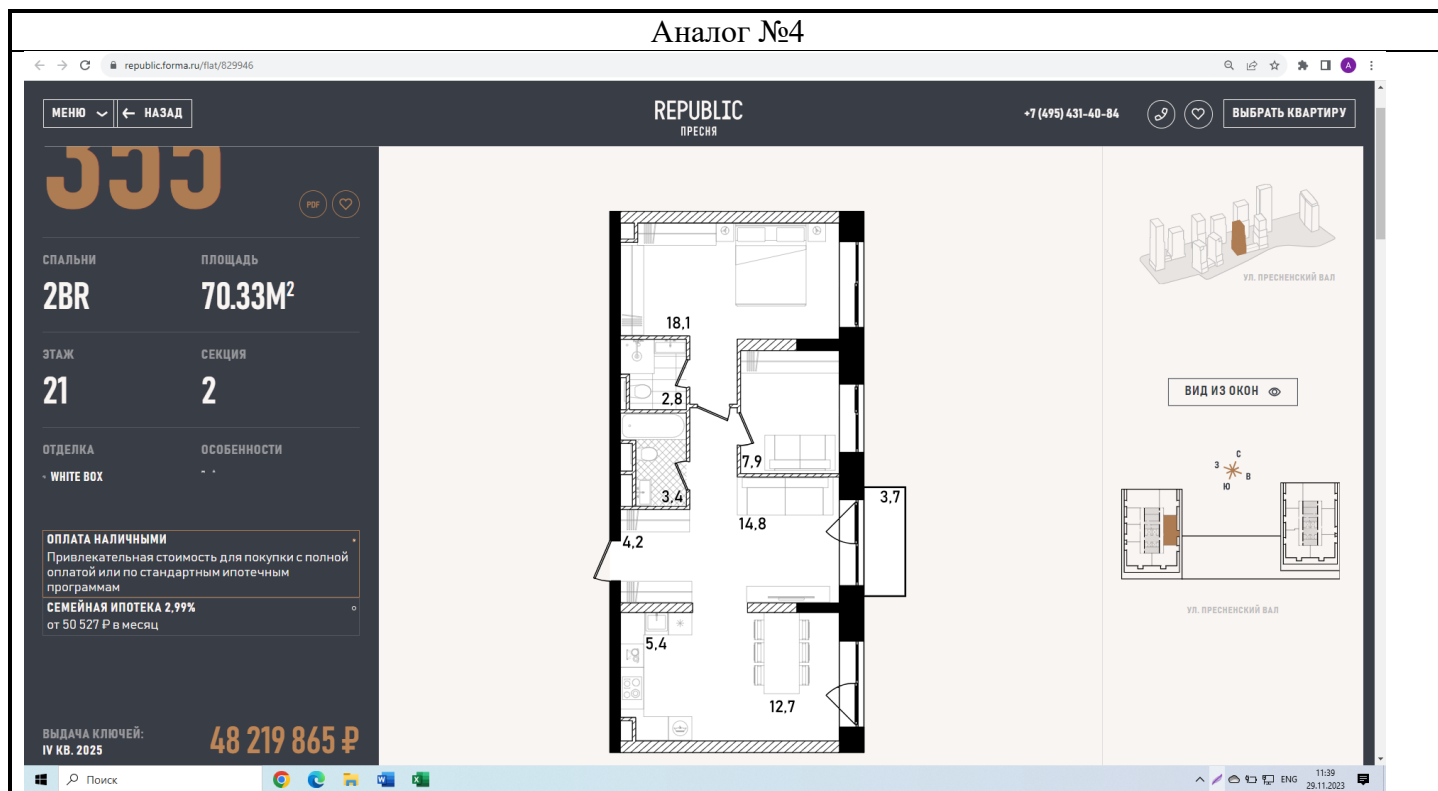 Аналог №4
republic.forma.ru/flat/829946
A
МЕНЮ
НАЗАД
REPUBLIC
ПРЕСНЯ
+7 (495) 431-40-84
ВЫБРАТЬ КВАРТИРУ
355
PDF
СПАЛЬНИ
ПЛОЩАДЬ
2BR
70.33М²
ЭТАЖ
СЕКЦИЯ
21
2
ОТДЕЛКА
ОСОБЕННОСТИ
• WHITE BOX
- -
ОПЛАТА НАЛИЧНЫМИ
Привлекательная стоимость для покупки с полной
оплатой или по стандартным ипотечным
программам
СЕМЕЙНАЯ ИПОТЕКА 2,99%
от 50 527 ₽ в месяц
ВЫДАЧА КЛЮЧЕЙ:
IV КВ. 2025
48 219 865 ₽
18,1
2,8
7,9
3,4
3,7
14,8
4,2
5,4
12,7
УЛ. ПРЕСНЕНСКИЙ ВАЛ
ВИД ИЗ ОКОН
С
З
В
Ю
УЛ. ПРЕСНЕНСКИЙ ВАЛ
Поиск
ENG
11:39
29.11.2023